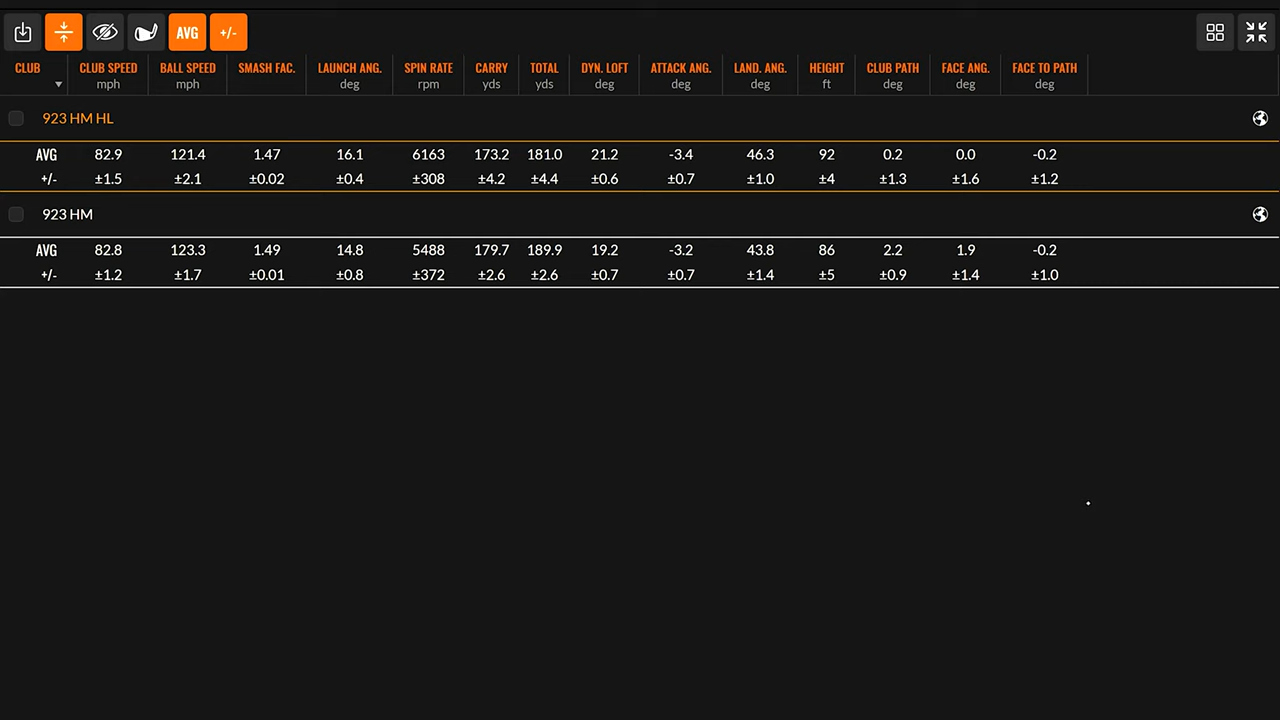 AVG +/-
CLUB CLUB SPEED BALL SPEED SMASH FAC. LAUNCH ANG. SPIN RATE CARRY TOTAL DYN. LOFT ATTACK ANG. LAND. ANG. HEIGHT CLUB PATH FACE ANG. FACE TO PATH
mph mph deg rpm yds yds deg deg deg ft deg deg deg
923 HM HL
AVG 82.9 121.4 1.47 16.1 6163 173.2 181.0 21.2 -3.4 46.3 92 0.2 0.0 -0.2
+/- ±1.5 ±2.1 ±0.02 ±0.4 ±308 ±4.2 ±4.4 ±0.6 ±0.7 ±1.0 ±4 ±1.3 ±1.6 ±1.2
923 HM
AVG 82.8 123.3 1.49 14.8 5488 179.7 189.9 19.2 -3.2 43.8 86 2.2 1.9 -0.2
+/- ±1.2 ±1.7 ±0.01 ±0.8 ±372 ±2.6 ±2.6 ±0.7 ±0.7 ±1.4 ±5 ±0.9 ±1.4 ±1.0